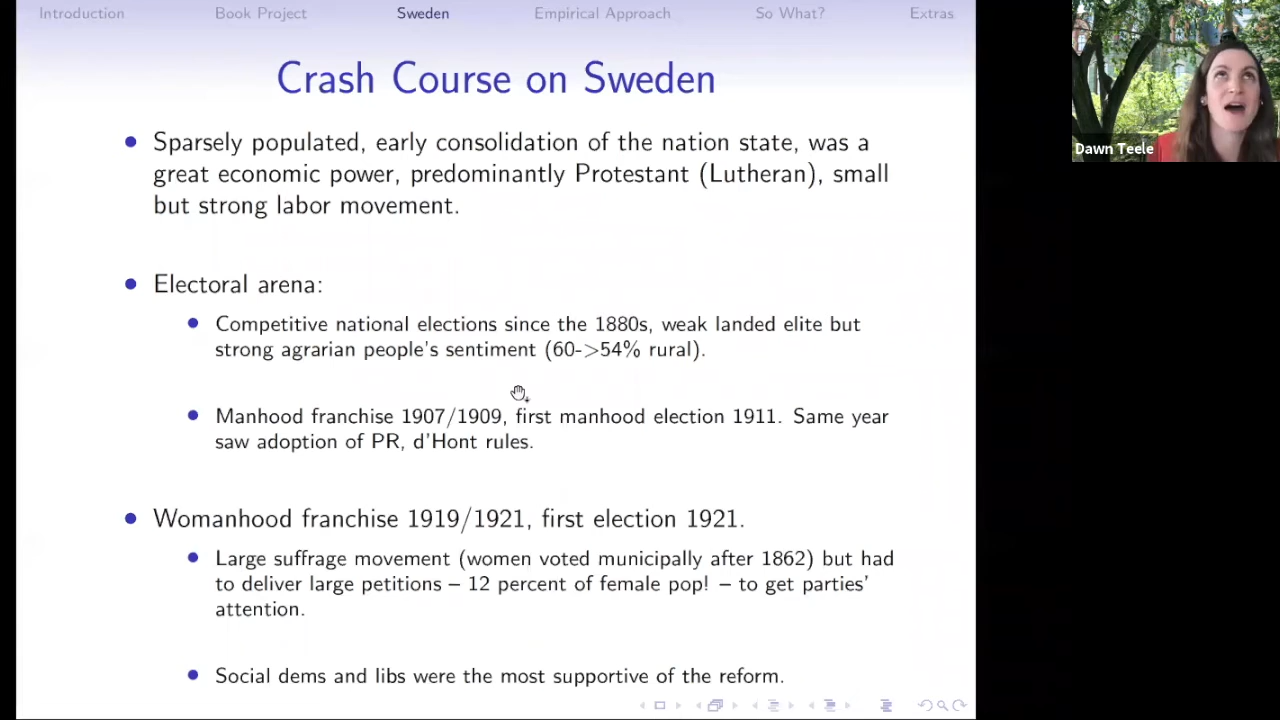 Introduction Book Project Sweden Empirical Approach So What? Extras
Crash Course on Sweden
Sparsely populated, early consolidation of the nation state, was a
great economic power, predominantly Protestant (Lutheran), small
but strong labor movement.
Electoral arena:
Competitive national elections since the 1880s, weak landed elite but
strong agrarian people's sentiment (60->54% rural).
Manhood franchise 1907/1909, first manhood election 1911. Same year
saw adoption of PR, d'Hont rules.
Womanhood franchise 1919/1921, first election 1921.
Large suffrage movement (women voted municipally after 1862) but had
to deliver large petitions – 12 percent of female pop! – to get parties'
attention.
Social dems and libs were the most supportive of the reform.
Dawn Teele